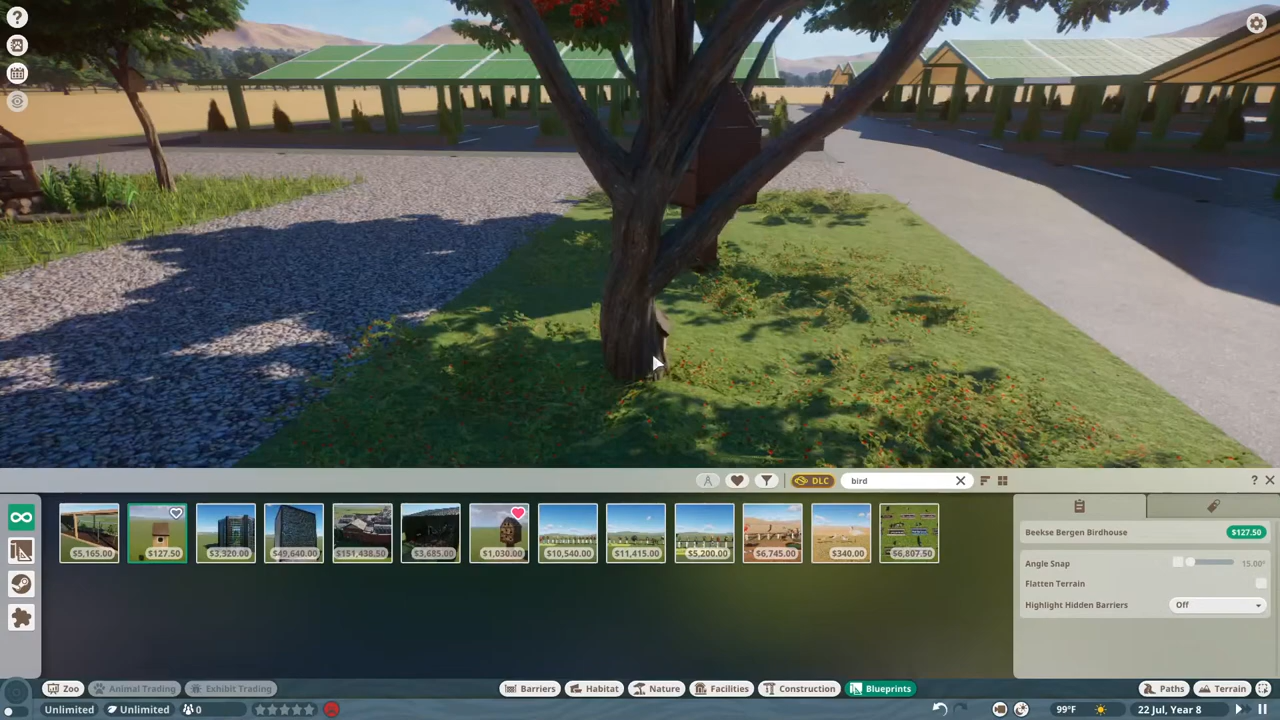 DLC
bird
?
$5,165.00
$127.50
$3,320.00
$49,640.00
$151,438.50
$3,685.00
$1,030.00
$10,540.00
$11,415.00
$5,200.00
$6,745.00
$340.00
$6,807.50
Beekse Bergen Birdhouse
$127.50
Angle Snap
15.00°
Flatten Terrain
Highlight Hidden Barriers
Off
Zoo
Animal Trading
Exhibit Trading
Barriers
Habitat
Nature
Facilities
Construction
Blueprints
Paths
Terrain
Unlimited
Unlimited
0
99°F
22 Jul, Year 8